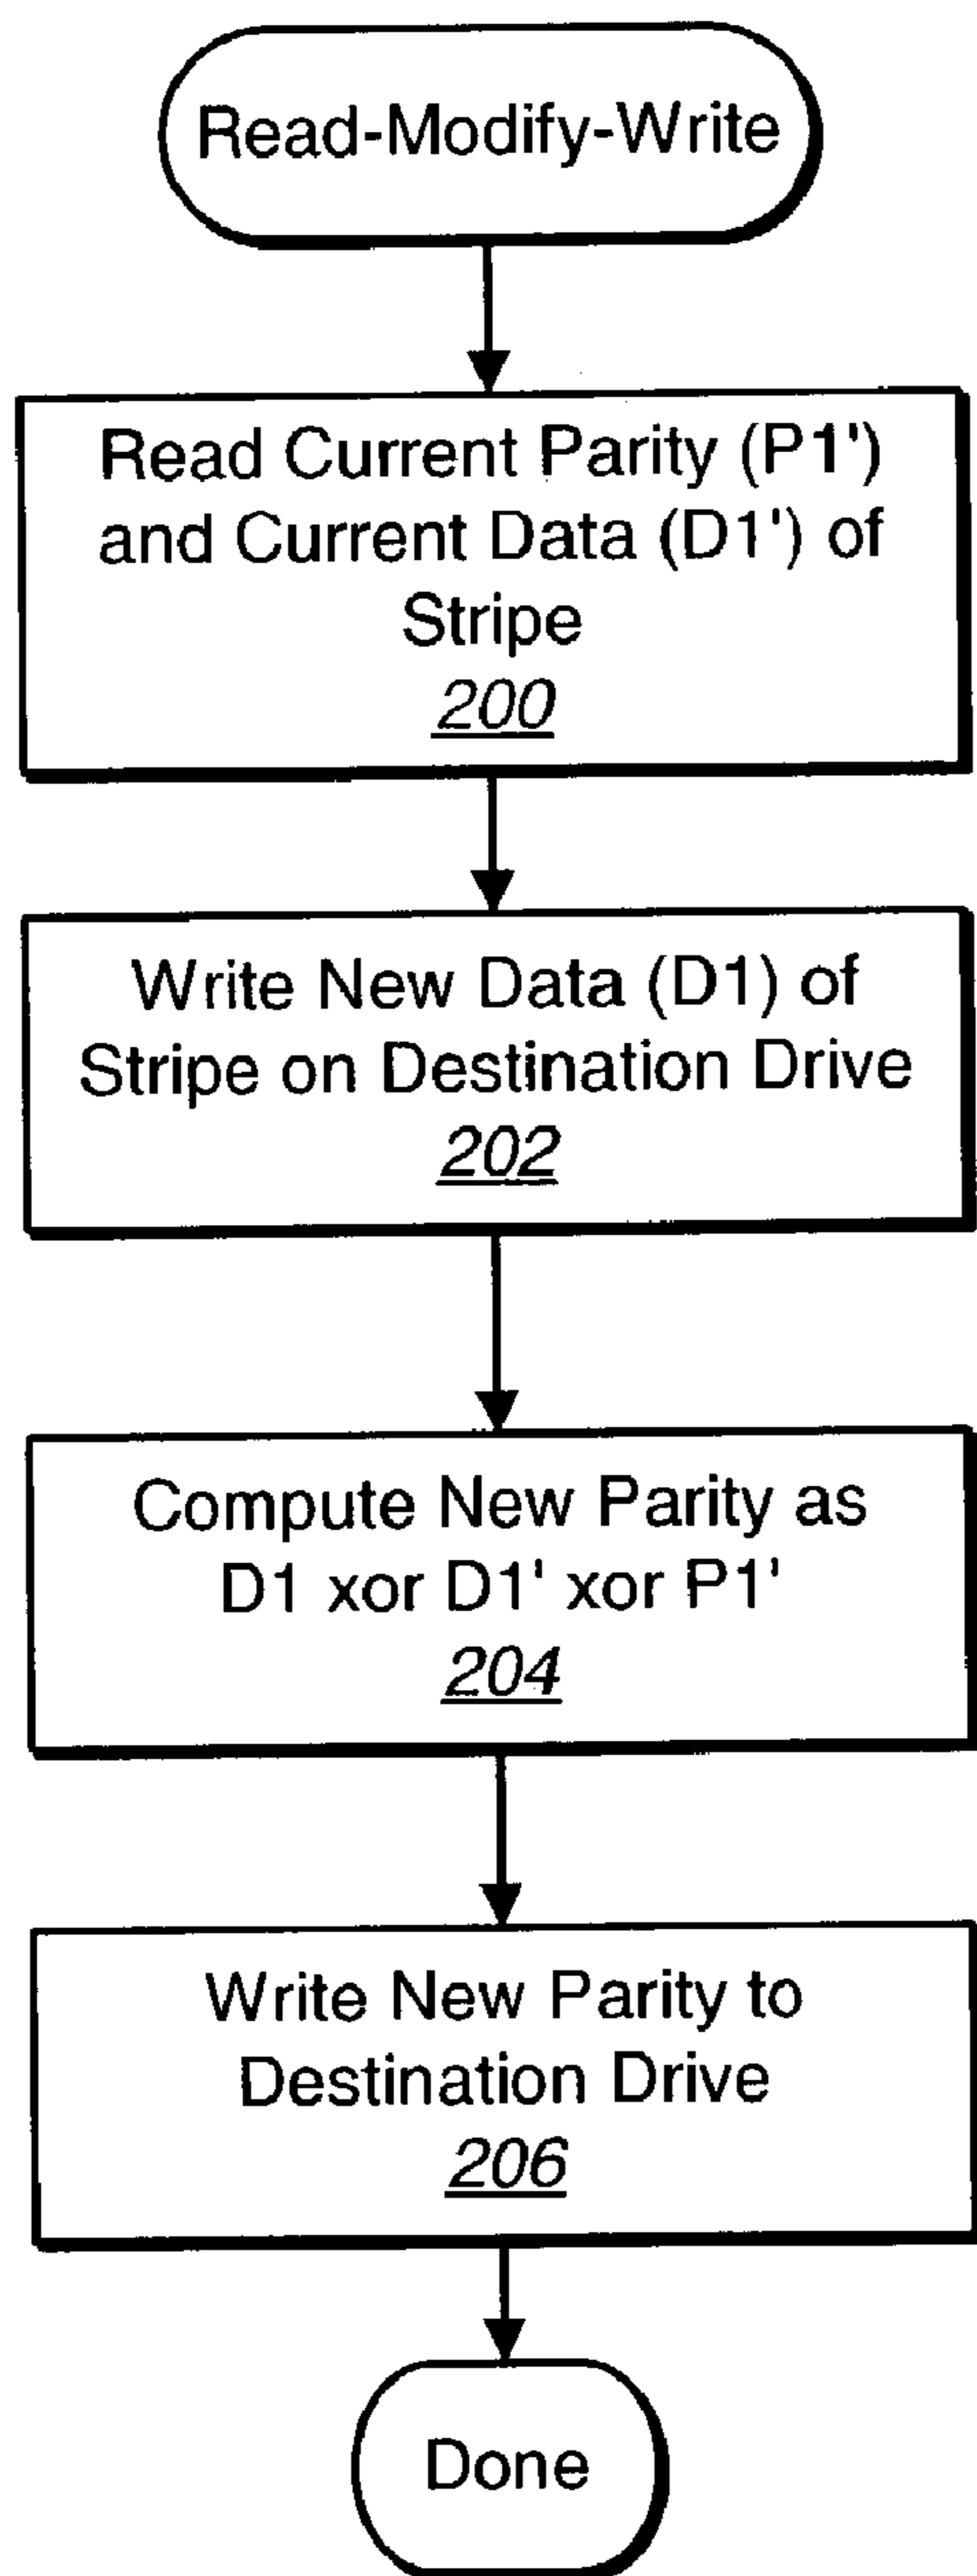 Read-Modify-Write
Read Current Parity (P1')
and Current Data (D1') of
Stripe
200
Write New Data (D1) of
Stripe on Destination Drive
202
Compute New Parity as
D1 xor D1' xor P1'
204
Write New Parity to
Destination Drive
206
Done